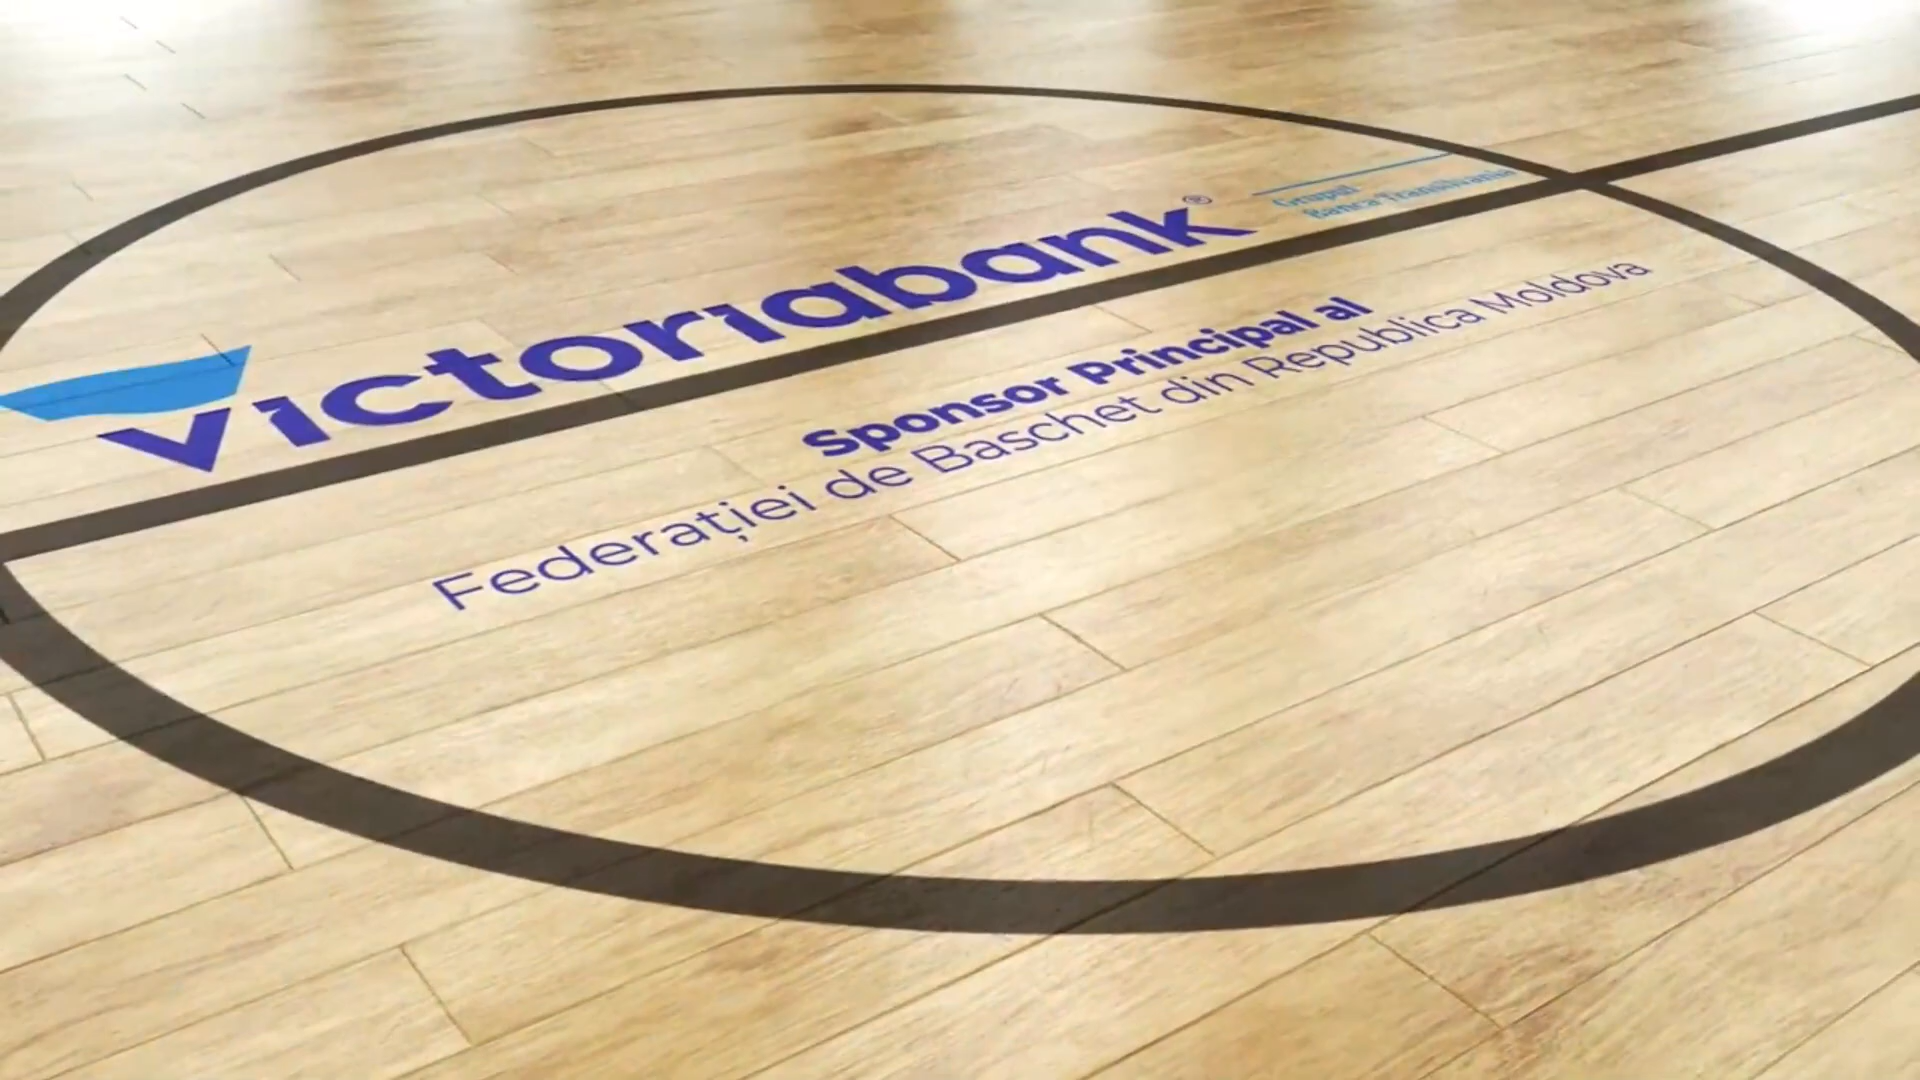 victoriabank®
Grupul
Banca Transilvania
Sponsor Principal al
Federației de Baschet din Republica Moldova